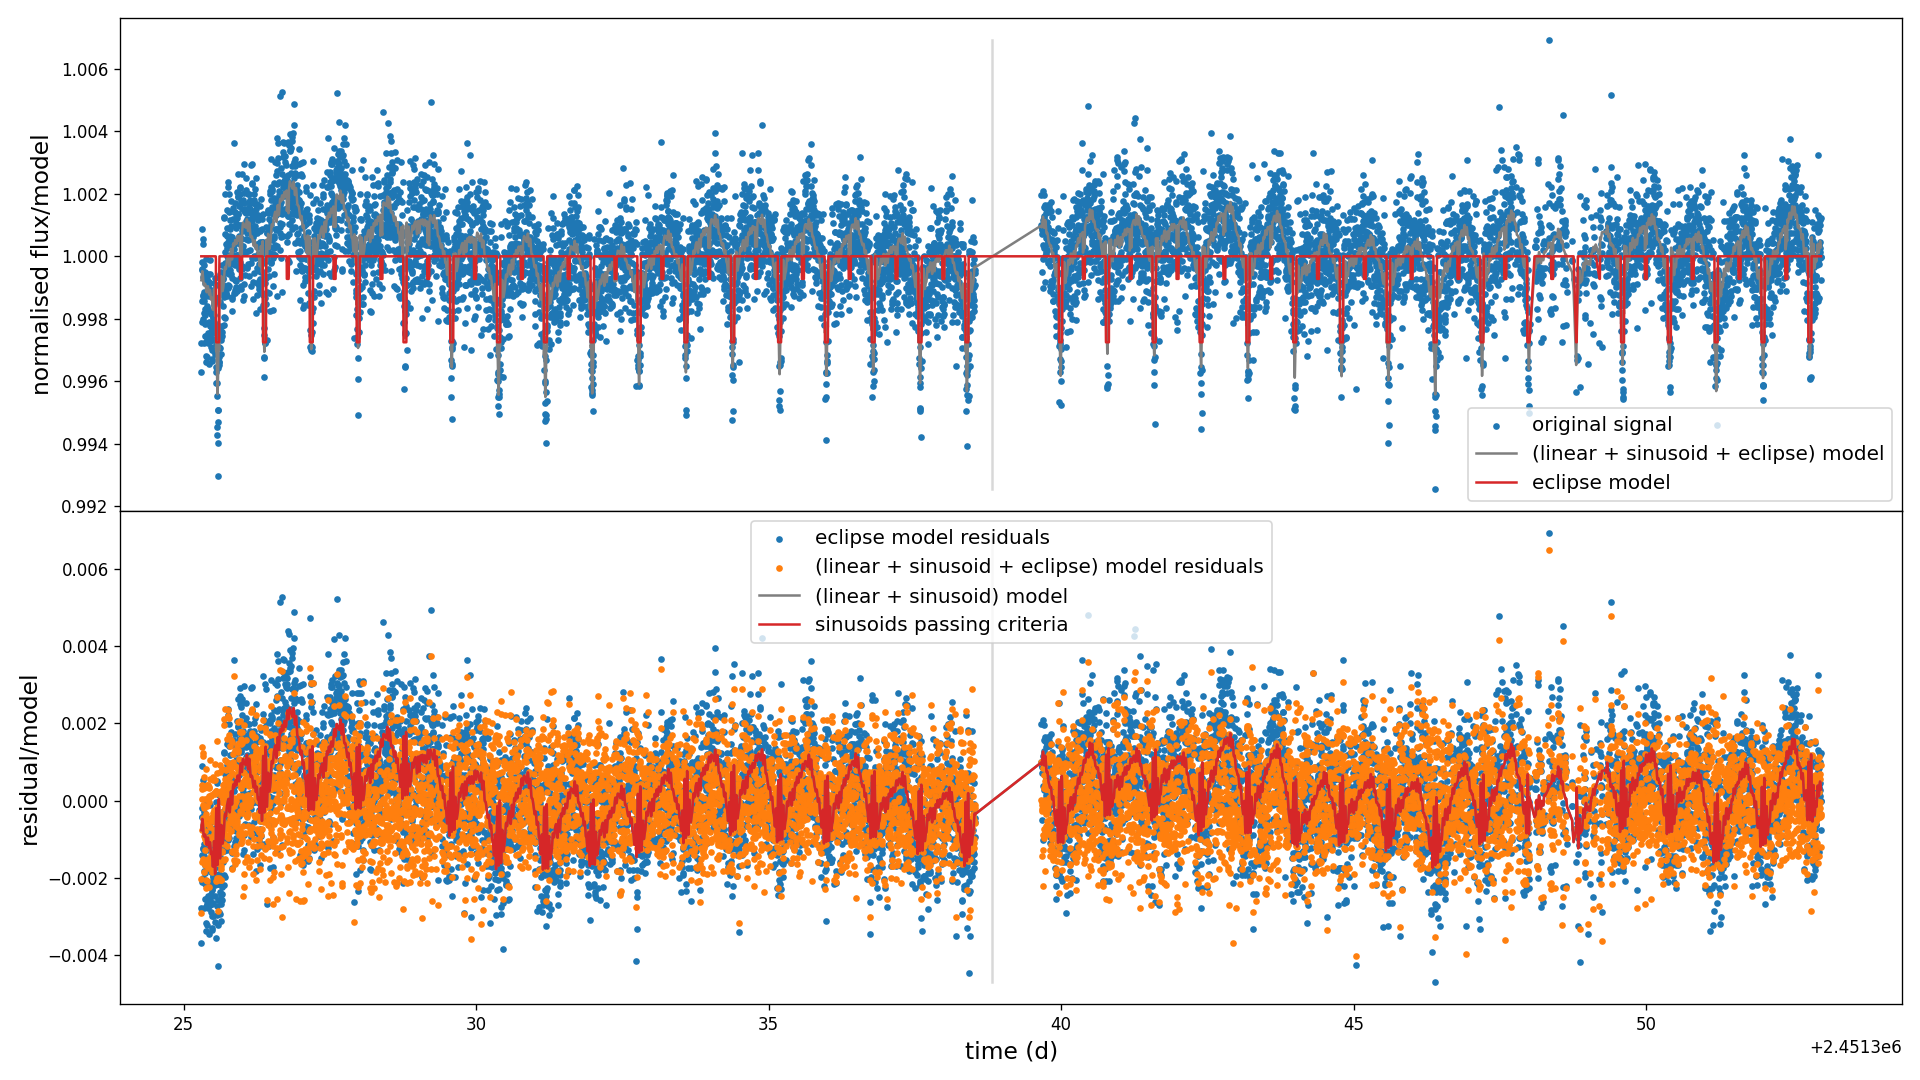 normalised flux/model
1.006
1.004
1.002
1.000
0.998
0.996
0.994
0.992
original signal
(linear + sinusoid + eclipse) model
eclipse model
residual/model
0.006
0.004
0.002
0.000
−0.002
−0.004
eclipse model residuals
(linear + sinusoid + eclipse) model residuals
(linear + sinusoid) model
sinusoids passing criteria
25 30 35 40 45 50
time (d)
+2.4513e6